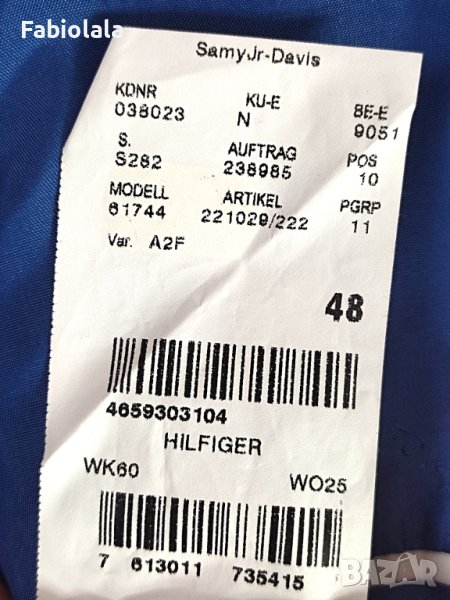 Fabiolala
SamyJr-Davis
KDNR KU-E BE-E
038023 N 9051
S. AUFTRAG POS
S282 238985 10
MODELL ARTIKEL PGRP
61744 221029/222 11
Var. A2F
48
4659303104
HILFIGER
WK60 WO25
7 613011 735415
BAZAR